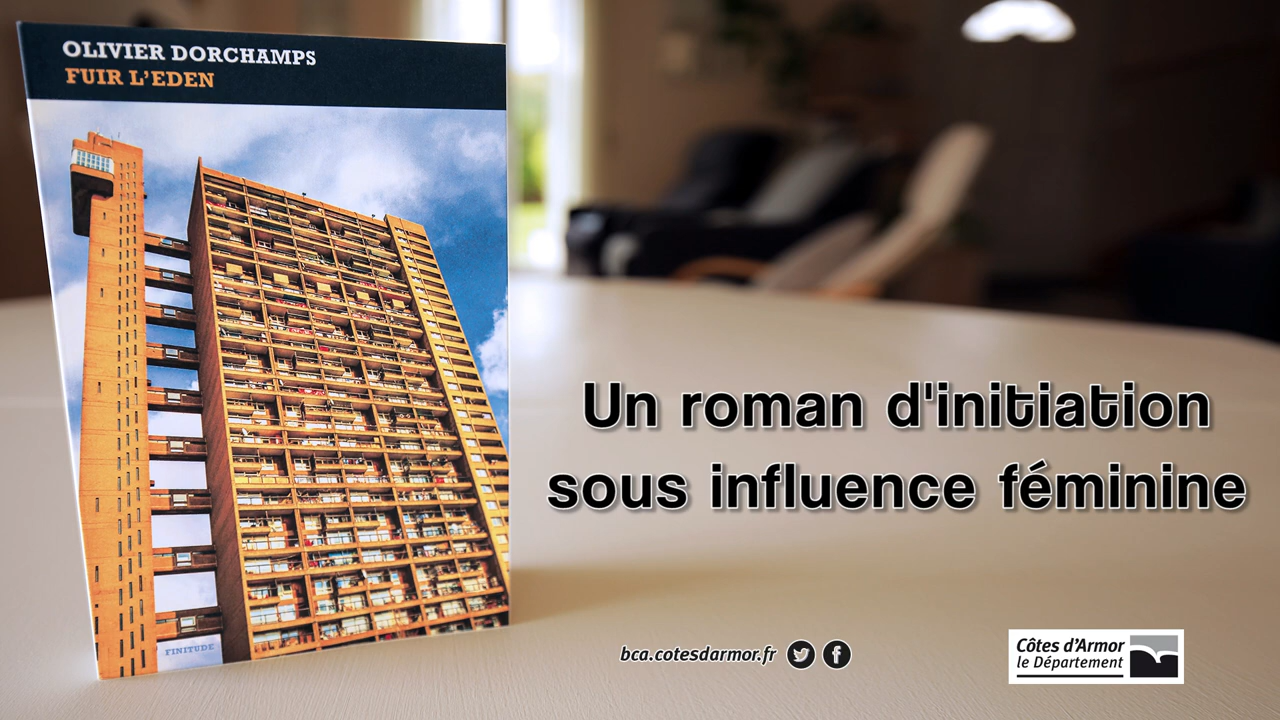 OLIVIER DORCHAMPS
FUIR L'EDEN
FINITUDE
Un roman d'initiation
sous influence féminine
bca.cotesdarmor.fr
Côtes d'Armor
le Département